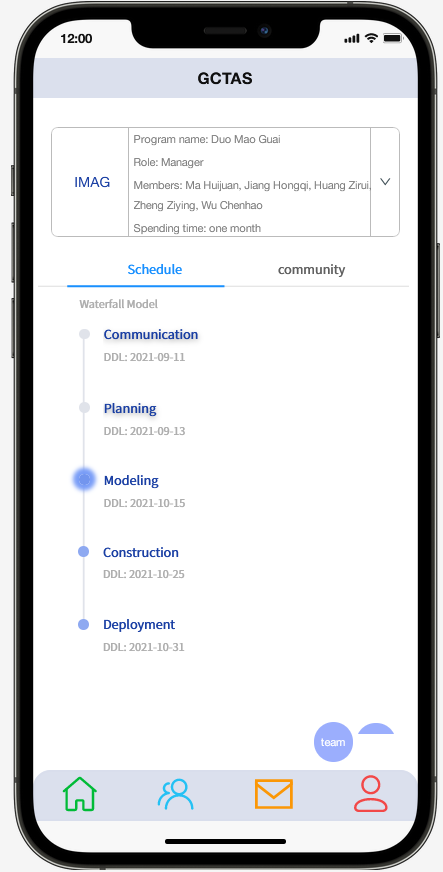 12:00
GCTAS
IMAG
Program name: Duo Mao Guai
Role: Manager
Members: Ma Huijuan, Jiang Hongqi, Huang Zirui,
Zheng Ziying, Wu Chenhao
Spending time: one month
Schedule
community
Waterfall Model
Communication
DDL: 2021-09-11
Planning
DDL: 2021-09-13
Modeling
DDL: 2021-10-15
Construction
DDL: 2021-10-25
Deployment
DDL: 2021-10-31
team